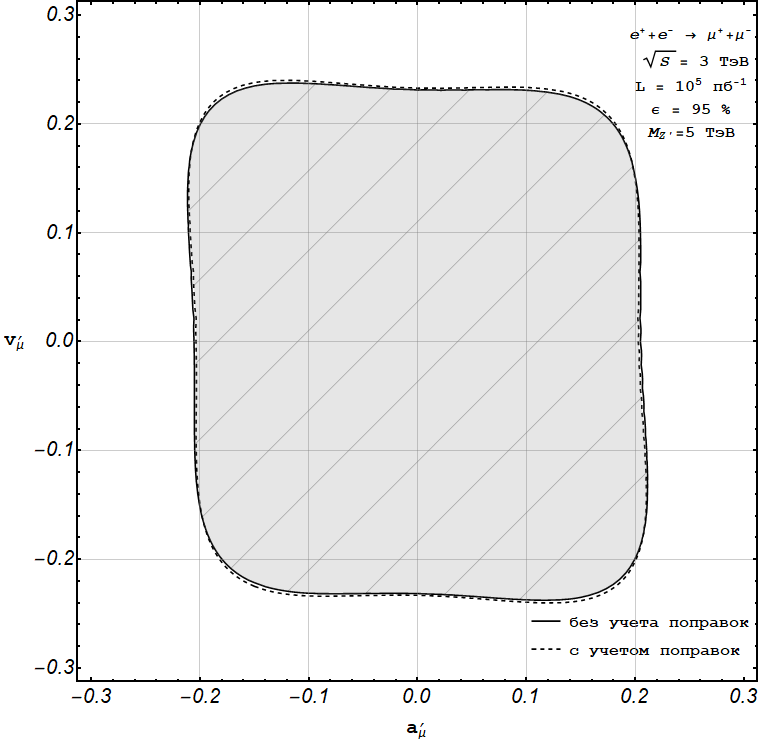 0.3
e⁺+e⁻ → μ⁺+μ⁻
√S = 3 ТэВ
L = 10⁵ пб⁻¹
ϵ = 95 %
M_Z' =5 ТэВ
0.2
0.1
v′_μ 0.0
−0.1
−0.2
без учета поправок
с учетом поправок
−0.3
−0.3 −0.2 −0.1 0.0 0.1 0.2 0.3
a′_μ